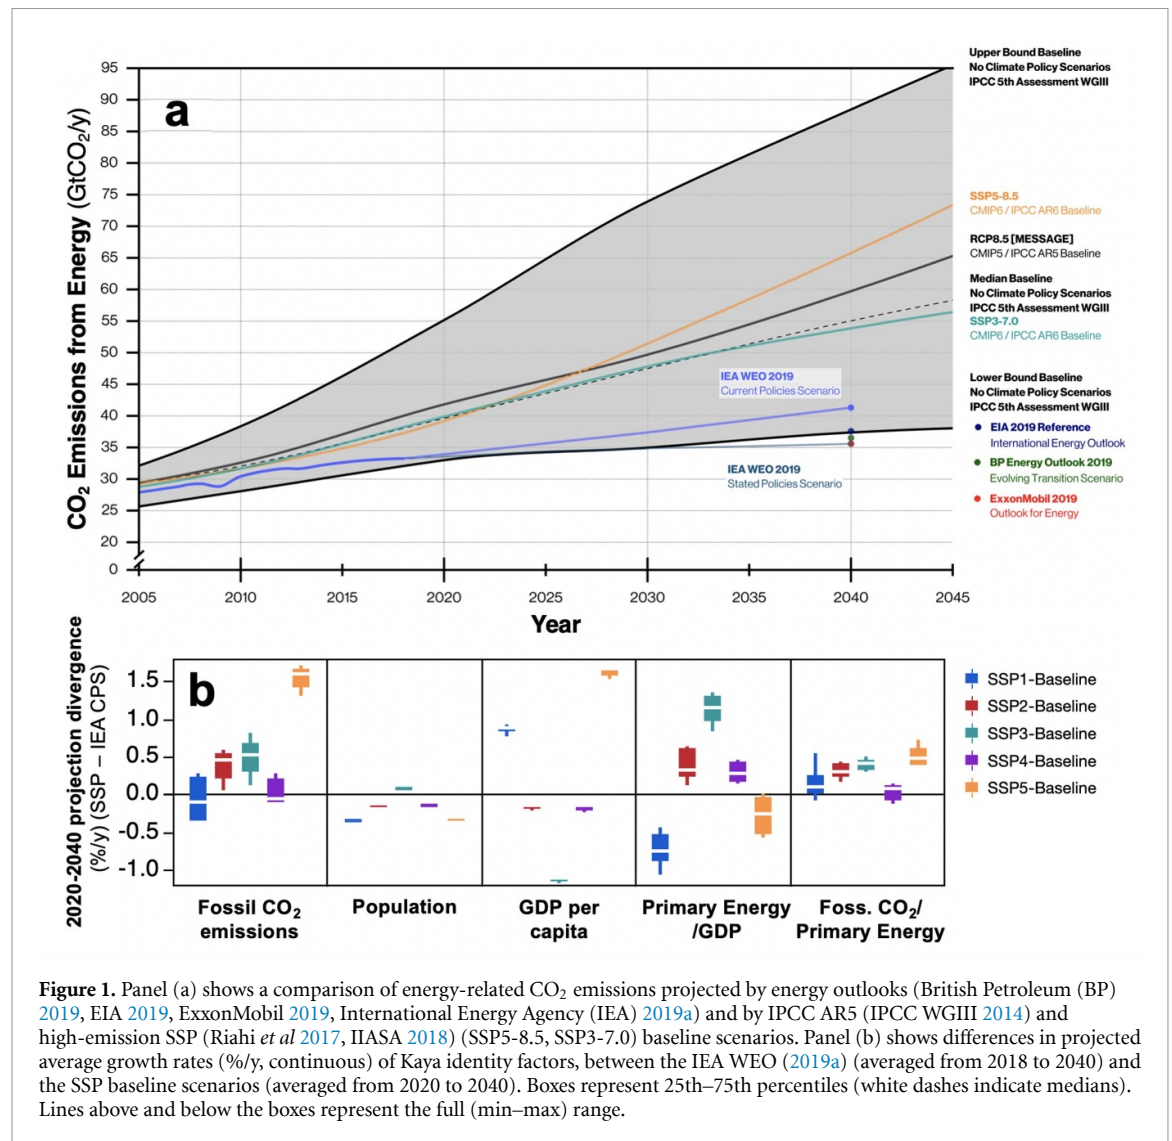 a
CO₂ Emissions from Energy (GtCO₂/y)
95
90
85
80
75
70
65
60
55
50
45
40
35
30
25
20
0
2005
2010
2015
2020
2025
2030
2035
2040
2045
Year
IEA WEO 2019
Current Policies Scenario
IEA WEO 2019
Stated Policies Scenario
Upper Bound Baseline
No Climate Policy Scenarios
IPCC 5th Assessment WGIII
SSP5-8.5
CMIP6 / IPCC AR6 Baseline
RCP8.5 [MESSAGE]
CMIP5 / IPCC AR5 Baseline
Median Baseline
No Climate Policy Scenarios
IPCC 5th Assessment WGIII
SSP3-7.0
CMIP6 / IPCC AR6 Baseline
Lower Bound Baseline
No Climate Policy Scenarios
IPCC 5th Assessment WGIII
EIA 2019 Reference
International Energy Outlook
BP Energy Outlook 2019
Evolving Transition Scenario
ExxonMobil 2019
Outlook for Energy
b
2020-2040 projection divergence
(%/y) (SSP – IEA CPS)
1.5
1.0
0.5
0.0
-0.5
-1.0
Fossil CO₂
emissions
Population
GDP per
capita
Primary Energy
/GDP
Foss. CO₂/
Primary Energy
SSP1-Baseline
SSP2-Baseline
SSP3-Baseline
SSP4-Baseline
SSP5-Baseline
Figure 1. Panel (a) shows a comparison of energy-related CO₂ emissions projected by energy outlooks (British Petroleum (BP)
2019, EIA 2019, ExxonMobil 2019, International Energy Agency (IEA) 2019a) and by IPCC AR5 (IPCC WGIII 2014) and
high-emission SSP (Riahi et al 2017, IIASA 2018) (SSP5-8.5, SSP3-7.0) baseline scenarios. Panel (b) shows differences in projected
average growth rates (%/y, continuous) of Kaya identity factors, between the IEA WEO (2019a) (averaged from 2018 to 2040) and
the SSP baseline scenarios (averaged from 2020 to 2040). Boxes represent 25th–75th percentiles (white dashes indicate medians).
Lines above and below the boxes represent the full (min–max) range.